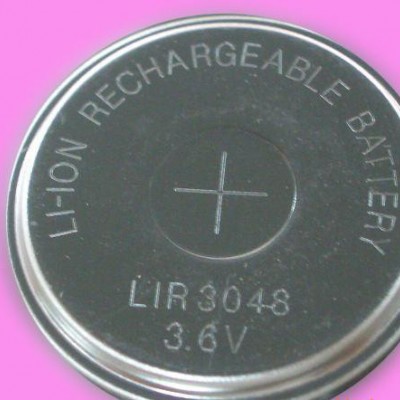 LI-ION RECHARGEABLE BATTERY
+
LIR3048
3.6V